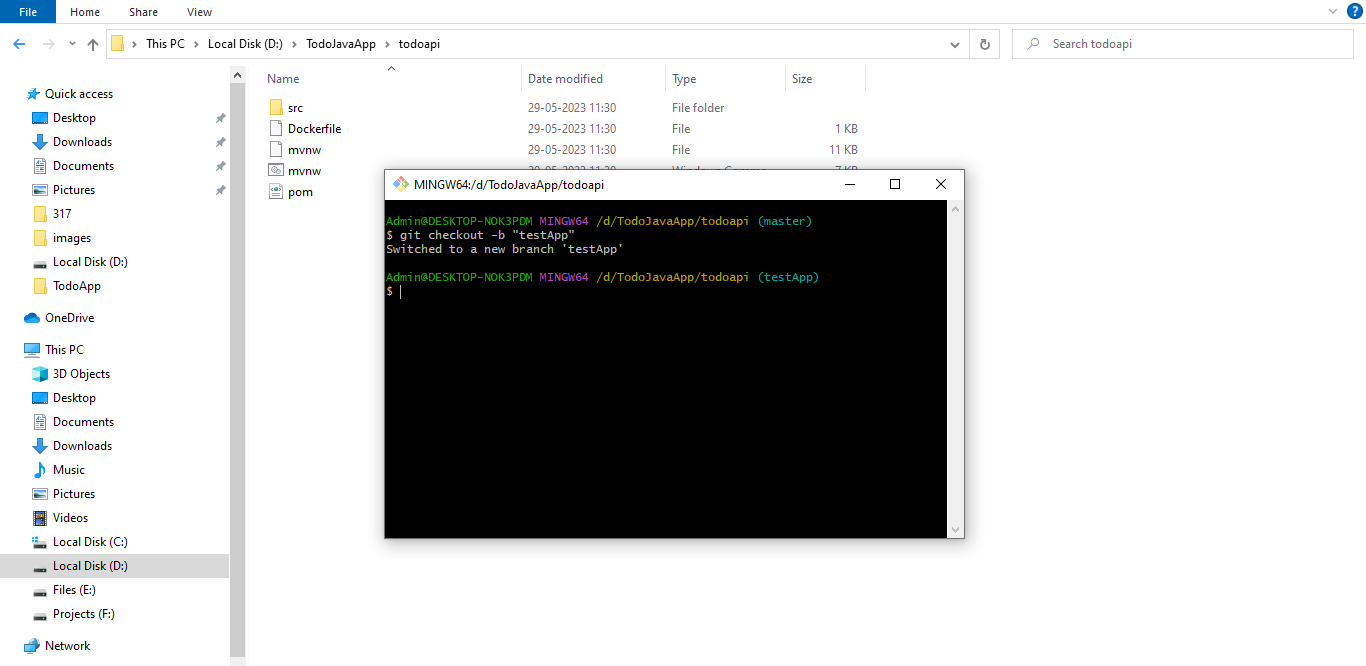 File Home Share View
This PC > Local Disk (D:) > TodoJavaApp > todoapi
Search todoapi
Quick access
Desktop
Downloads
Documents
Pictures
317
images
Local Disk (D:)
TodoApp
OneDrive
This PC
3D Objects
Desktop
Documents
Downloads
Music
Pictures
Videos
Local Disk (C:)
Local Disk (D:)
Files (E:)
Projects (F:)
Network
Name Date modified Type Size
src 29-05-2023 11:30 File folder
Dockerfile 29-05-2023 11:30 File 1 KB
mvnw 29-05-2023 11:30 File 11 KB
mvnw
pom
MINGW64:/d/TodoJavaApp/todoapi
Admin@DESKTOP-NOK3PDM MINGW64 /d/TodoJavaApp/todoapi (master)
$ git checkout -b "testApp"
Switched to a new branch 'testApp'
Admin@DESKTOP-NOK3PDM MINGW64 /d/TodoJavaApp/todoapi (testApp)
$